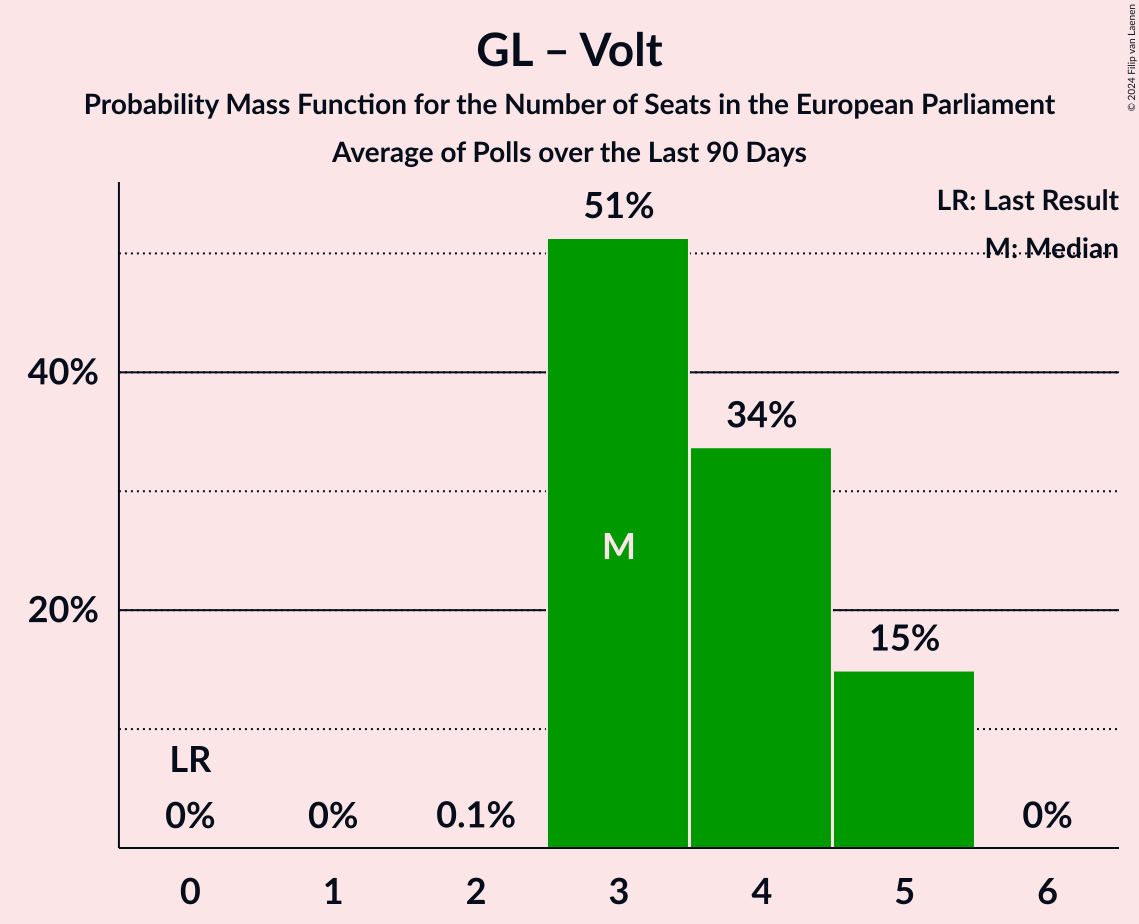 GL – Volt
Probability Mass Function for the Number of Seats in the European Parliament
Average of Polls over the Last 90 Days
© 2024 Filip van Laenen
LR: Last Result
M: Median
51%
40%
34%
M
20%
15%
LR
0%
0%
0.1%
0%
0
1
2
3
4
5
6